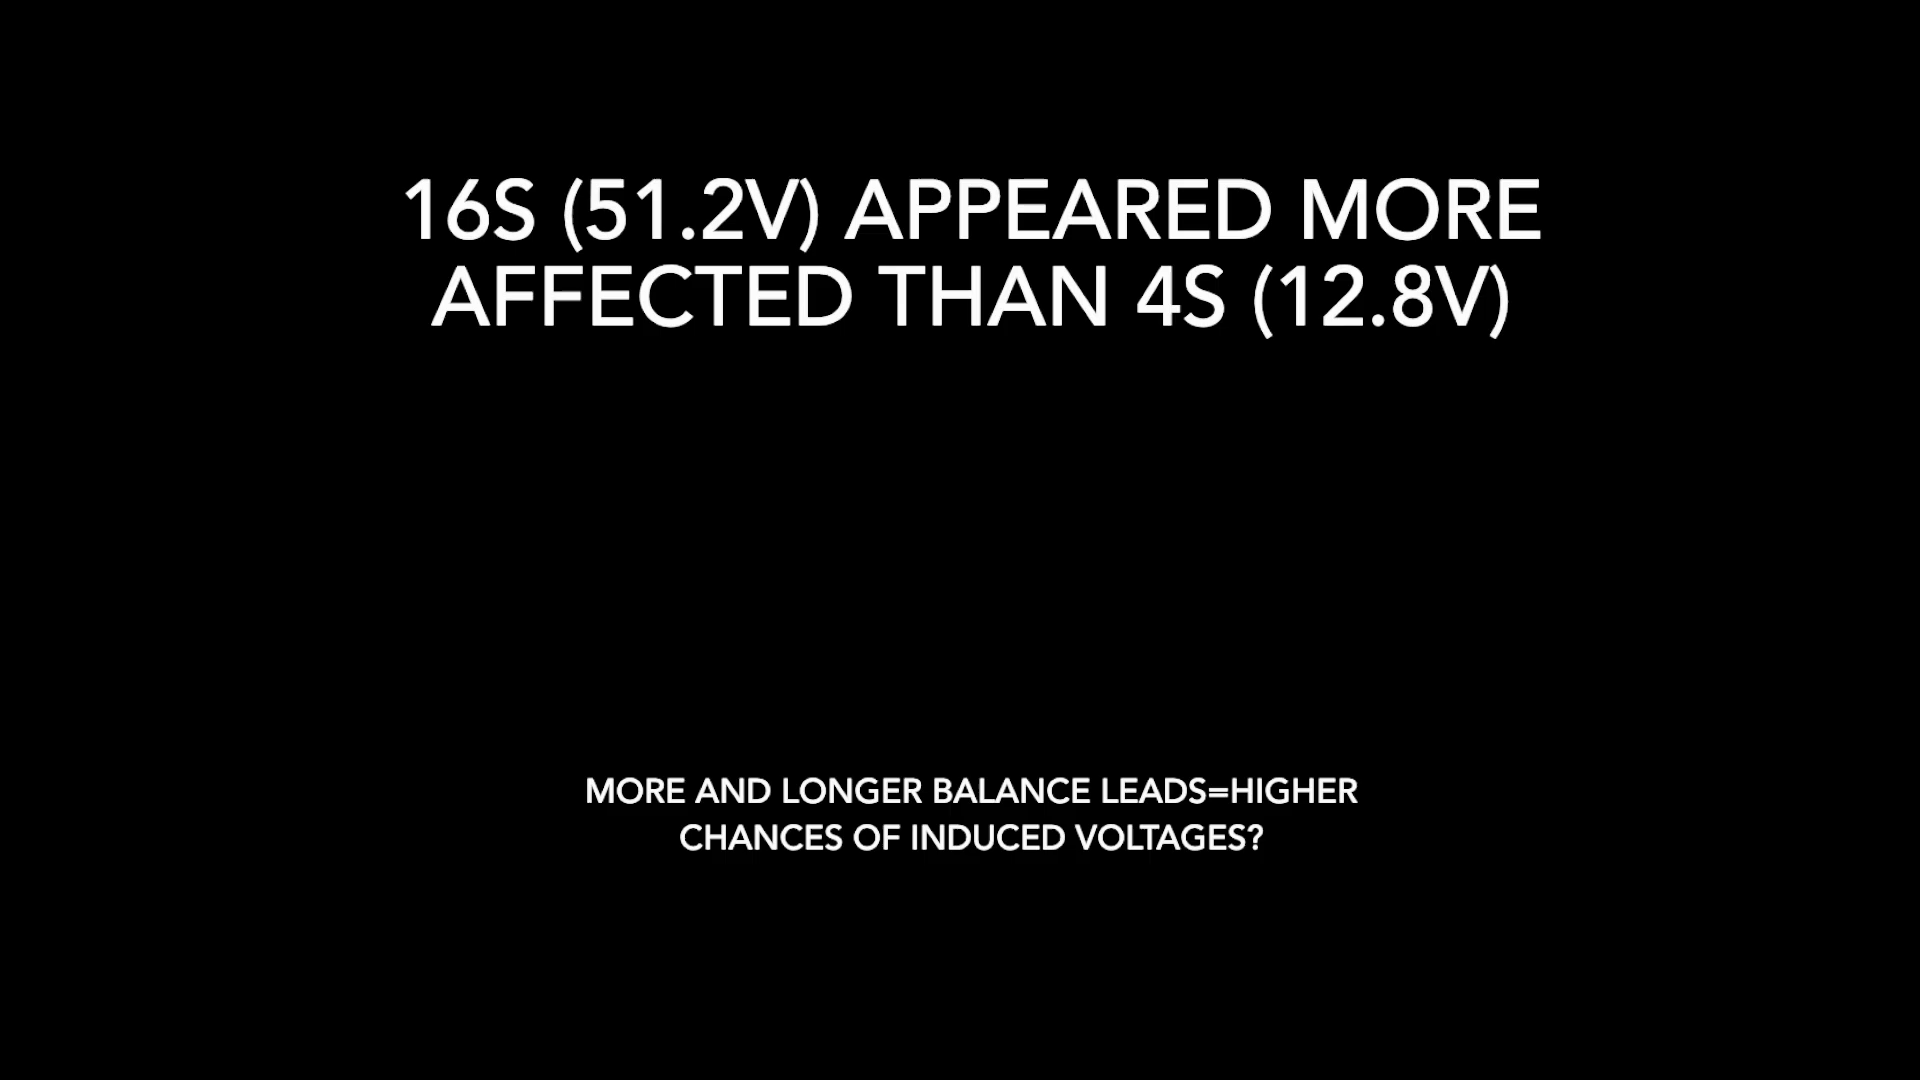 16S (51.2V) APPEARED MORE
AFFECTED THAN 4S (12.8V)
MORE AND LONGER BALANCE LEADS=HIGHER
CHANCES OF INDUCED VOLTAGES?